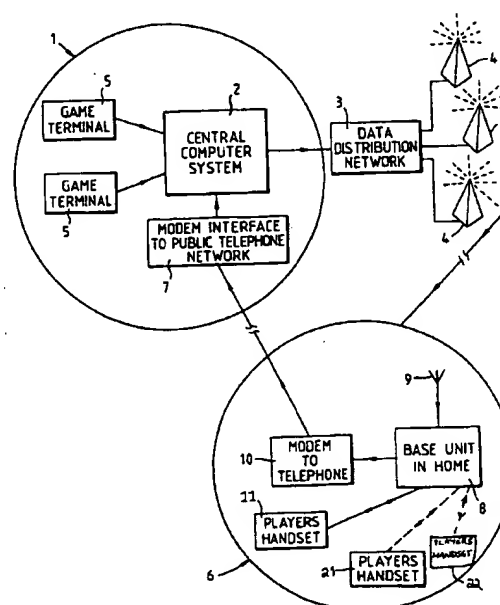 1
5
GAME
TERMINAL
2
CENTRAL
COMPUTER
SYSTEM
GAME
TERMINAL
5
MODEM INTERFACE
TO PUBLIC TELEPHONE
NETWORK
7
3
DATA
DISTRIBUTION
NETWORK
4
4
9
10
MODEM
TO
TELEPHONE
BASE UNIT
IN HOME
8
11
PLAYERS
HANDSET
21
PLAYERS
HANDSET
PLAYERS
HANDSET
22
6